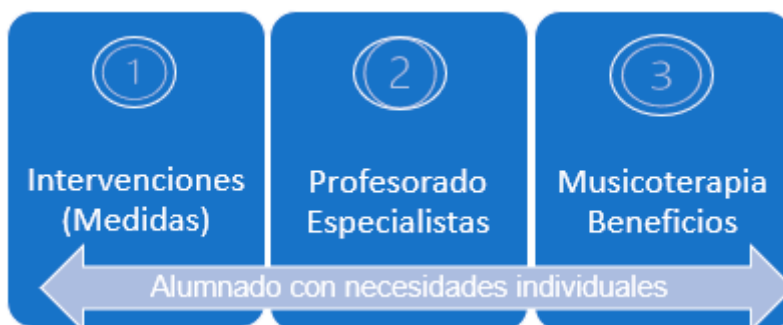 1
Intervenciones
(Medidas)
2
Profesorado
Especialistas
3
Musicoterapia
Beneficios
Alumnado con necesidades individuales